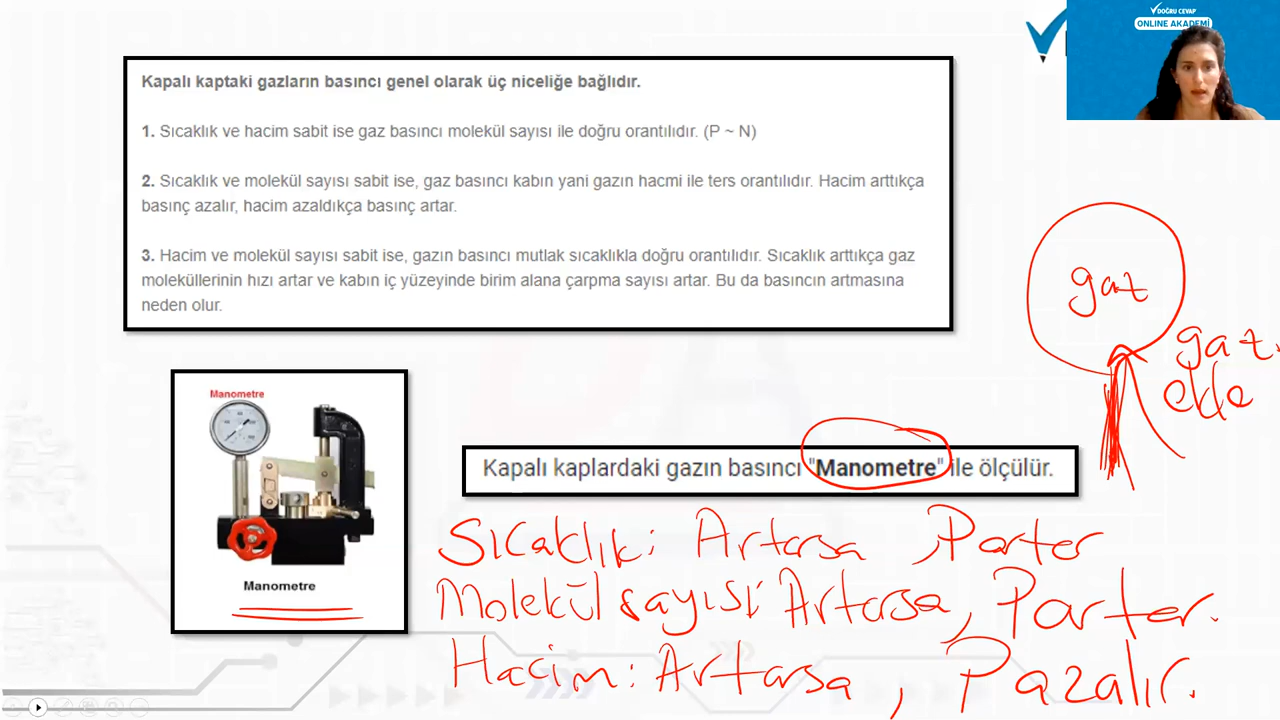 DOĞRU CEVAP
ONLINE AKADEMİ
Kapalı kaptaki gazların basıncı genel olarak üç niceliğe bağlıdır.
1. Sıcaklık ve hacim sabit ise gaz basıncı molekül sayısı ile doğru orantılıdır. (P ~ N)
2. Sıcaklık ve molekül sayısı sabit ise, gaz basıncı kabın yani gazın hacmi ile ters orantılıdır. Hacim arttıkça
basınç azalır, hacim azaldıkça basınç artar.
3. Hacim ve molekül sayısı sabit ise, gazın basıncı mutlak sıcaklıkla doğru orantılıdır. Sıcaklık arttıkça gaz
moleküllerinin hızı artar ve kabın iç yüzeyinde birim alana çarpma sayısı artar. Bu da basıncın artmasına
neden olur.
gaz
gaz
ekle
Manometre
Manometre
Kapalı kaplardaki gazın basıncı "Manometre" ile ölçülür.
Sıcaklık: Artarsa, P artar
Molekül sayısı: Artarsa, P artar.
Hacim: Artarsa, P azalır.